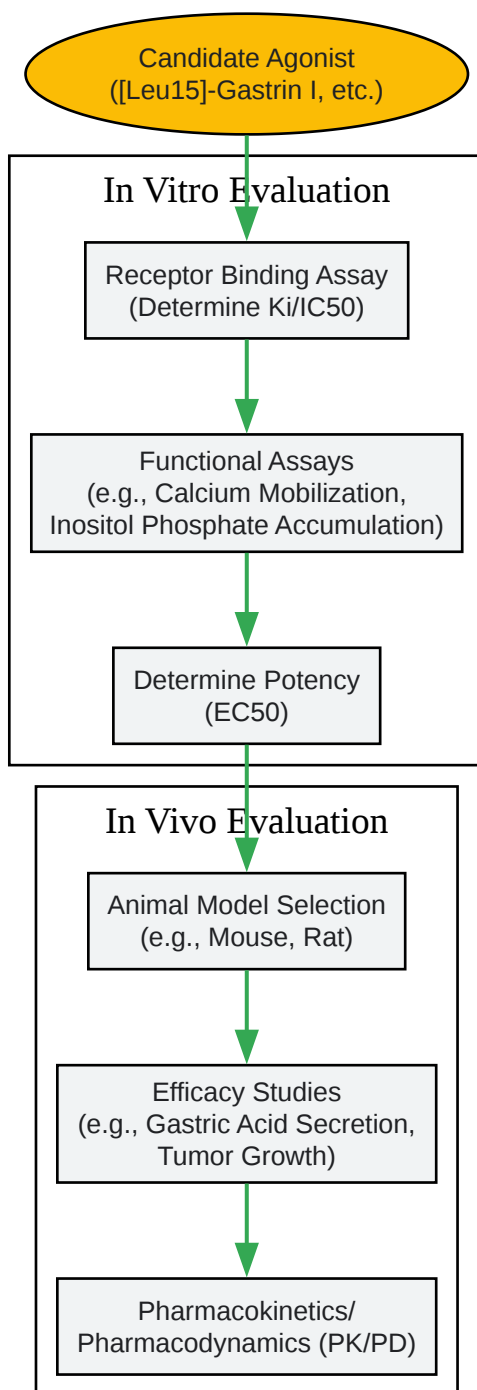 Candidate Agonist
([Leu15]-Gastrin I, etc.)
In Vitro Evaluation
Receptor Binding Assay
(Determine Ki/IC50)
Functional Assays
(e.g., Calcium Mobilization,
Inositol Phosphate Accumulation)
Determine Potency
(EC50)
In Vivo Evaluation
Animal Model Selection
(e.g., Mouse, Rat)
Efficacy Studies
(e.g., Gastric Acid Secretion,
Tumor Growth)
Pharmacokinetics/
Pharmacodynamics (PK/PD)